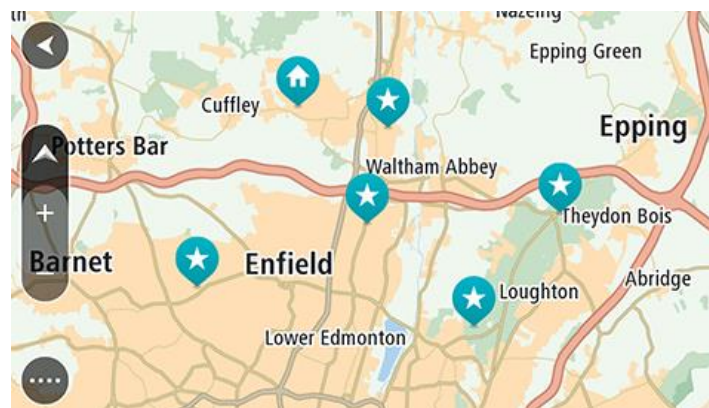 Nazeing
Epping Green
Cuffley
Epping
Potters Bar
Waltham Abbey
Theydon Bois
Barnet
Enfield
Abridge
Loughton
Lower Edmonton